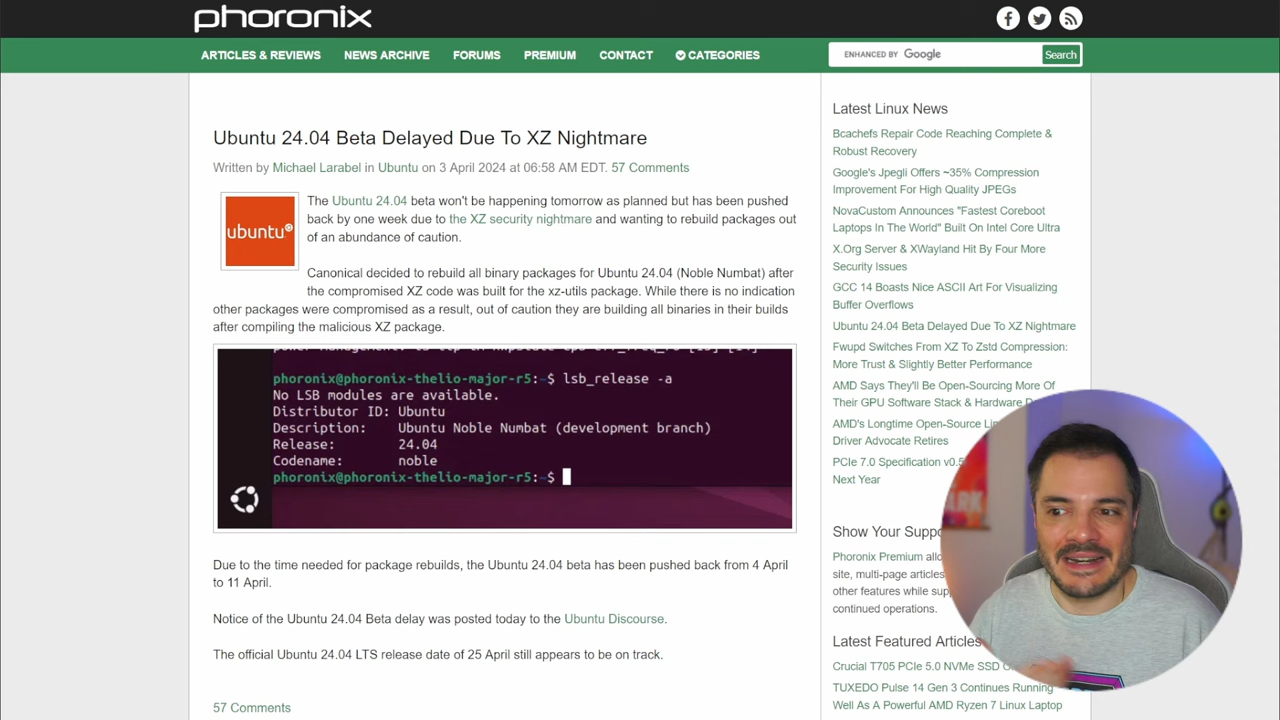 phoronix
ARTICLES & REVIEWS NEWS ARCHIVE FORUMS PREMIUM CONTACT CATEGORIES
ENHANCED BY Google Search
Ubuntu 24.04 Beta Delayed Due To XZ Nightmare
Written by Michael Larabel in Ubuntu on 3 April 2024 at 06:58 AM EDT. 57 Comments
ubuntu
The Ubuntu 24.04 beta won't be happening tomorrow as planned but has been pushed
back by one week due to the XZ security nightmare and wanting to rebuild packages out
of an abundance of caution.
Canonical decided to rebuild all binary packages for Ubuntu 24.04 (Noble Numbat) after
the compromised XZ code was built for the xz-utils package. While there is no indication
other packages were compromised as a result, out of caution they are building all binaries in their builds
after compiling the malicious XZ package.
phoronix@phoronix-thelio-major-r5:~$ lsb_release -a
No LSB modules are available.
Distributor ID: Ubuntu
Description: Ubuntu Noble Numbat (development branch)
Release: 24.04
Codename: noble
phoronix@phoronix-thelio-major-r5:~$
Due to the time needed for package rebuilds, the Ubuntu 24.04 beta has been pushed back from 4 April
to 11 April.
Notice of the Ubuntu 24.04 Beta delay was posted today to the Ubuntu Discourse.
The official Ubuntu 24.04 LTS release date of 25 April still appears to be on track.
57 Comments
Latest Linux News
Bcachefs Repair Code Reaching Complete &
Robust Recovery
Google's Jpegli Offers ~35% Compression
Improvement For High Quality JPEGs
NovaCustom Announces "Fastest Coreboot
Laptops In The World" Built On Intel Core Ultra
X.Org Server & XWayland Hit By Four More
Security Issues
GCC 14 Boasts Nice ASCII Art For Visualizing
Buffer Overflows
Ubuntu 24.04 Beta Delayed Due To XZ Nightmare
Fwupd Switches From XZ To Zstd Compression:
More Trust & Slightly Better Performance
AMD Says They'll Be Open-Sourcing More Of
Their GPU Software Stack & Hardware
AMD's Longtime Open-Source
Driver Advocate Retires
PCIe 7.0 Specification
Next Year
Show Your
Phoronix Premium
site, multi-page articles
other features while
continued operations.
Latest Featured Articles
Crucial T705 PCIe 5.0 NVMe SSD
TUXEDO Pulse 14 Gen 3 Continues Running
Well As A Powerful AMD Ryzen 7 Linux Laptop